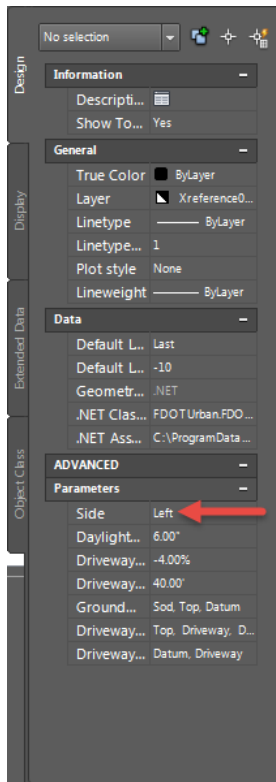 No selection
Design
Display
Extended Data
Object Class
Information
Descripti...
Show To... Yes
General
True Color ByLayer
Layer Xreference0...
Linetype ByLayer
Linetype... 1
Plot style None
Lineweight ByLayer
Data
Default L... Last
Default L... -10
Geometr... .NET
.NET Clas... FDOTUrban.FDO...
.NET Ass... C:\ProgramData...
ADVANCED
Parameters
Side Left
Daylight... 6.00"
Driveway... -4.00%
Driveway... 40.00'
Ground... Sod, Top, Datum
Driveway... Top, Driveway, D...
Driveway... Datum, Driveway